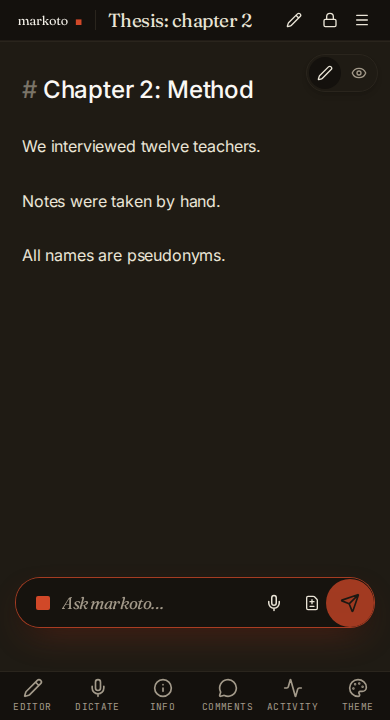 markoto
Thesis: chapter 2
# Chapter 2: Method
We interviewed twelve teachers.
Notes were taken by hand.
All names are pseudonyms.
Ask markoto...
EDITOR DICTATE INFO COMMENTS ACTIVITY THEME